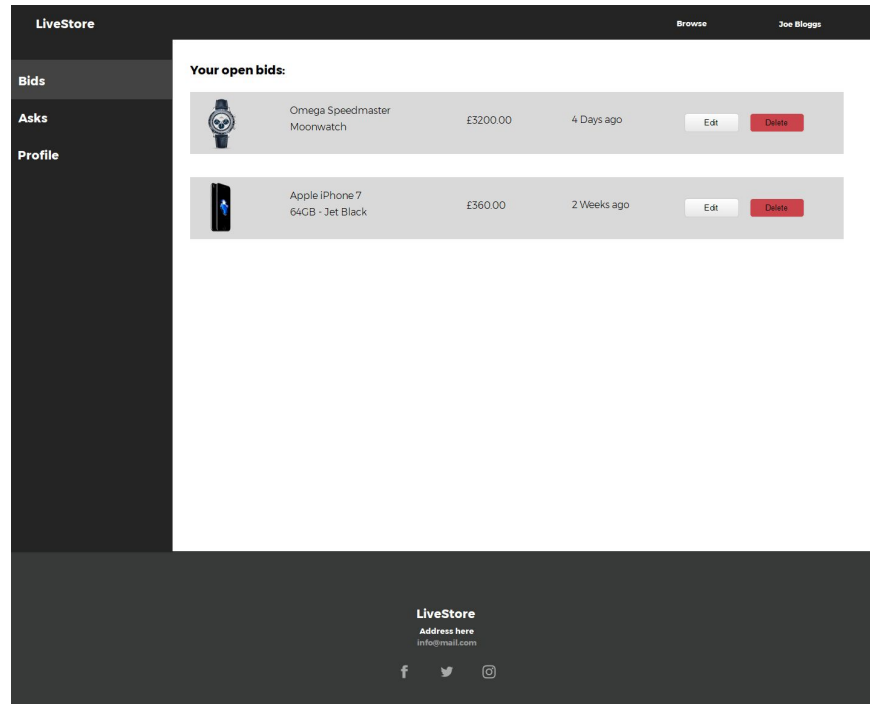 LiveStore
Browse
Joe Bloggs
Bids
Asks
Profile
Your open bids:
Omega Speedmaster
Moonwatch
£3200.00
4 Days ago
Edit
Delete
Apple iPhone 7
64GB - Jet Black
£360.00
2 Weeks ago
Edit
Delete
LiveStore
Address here
info@mail.com